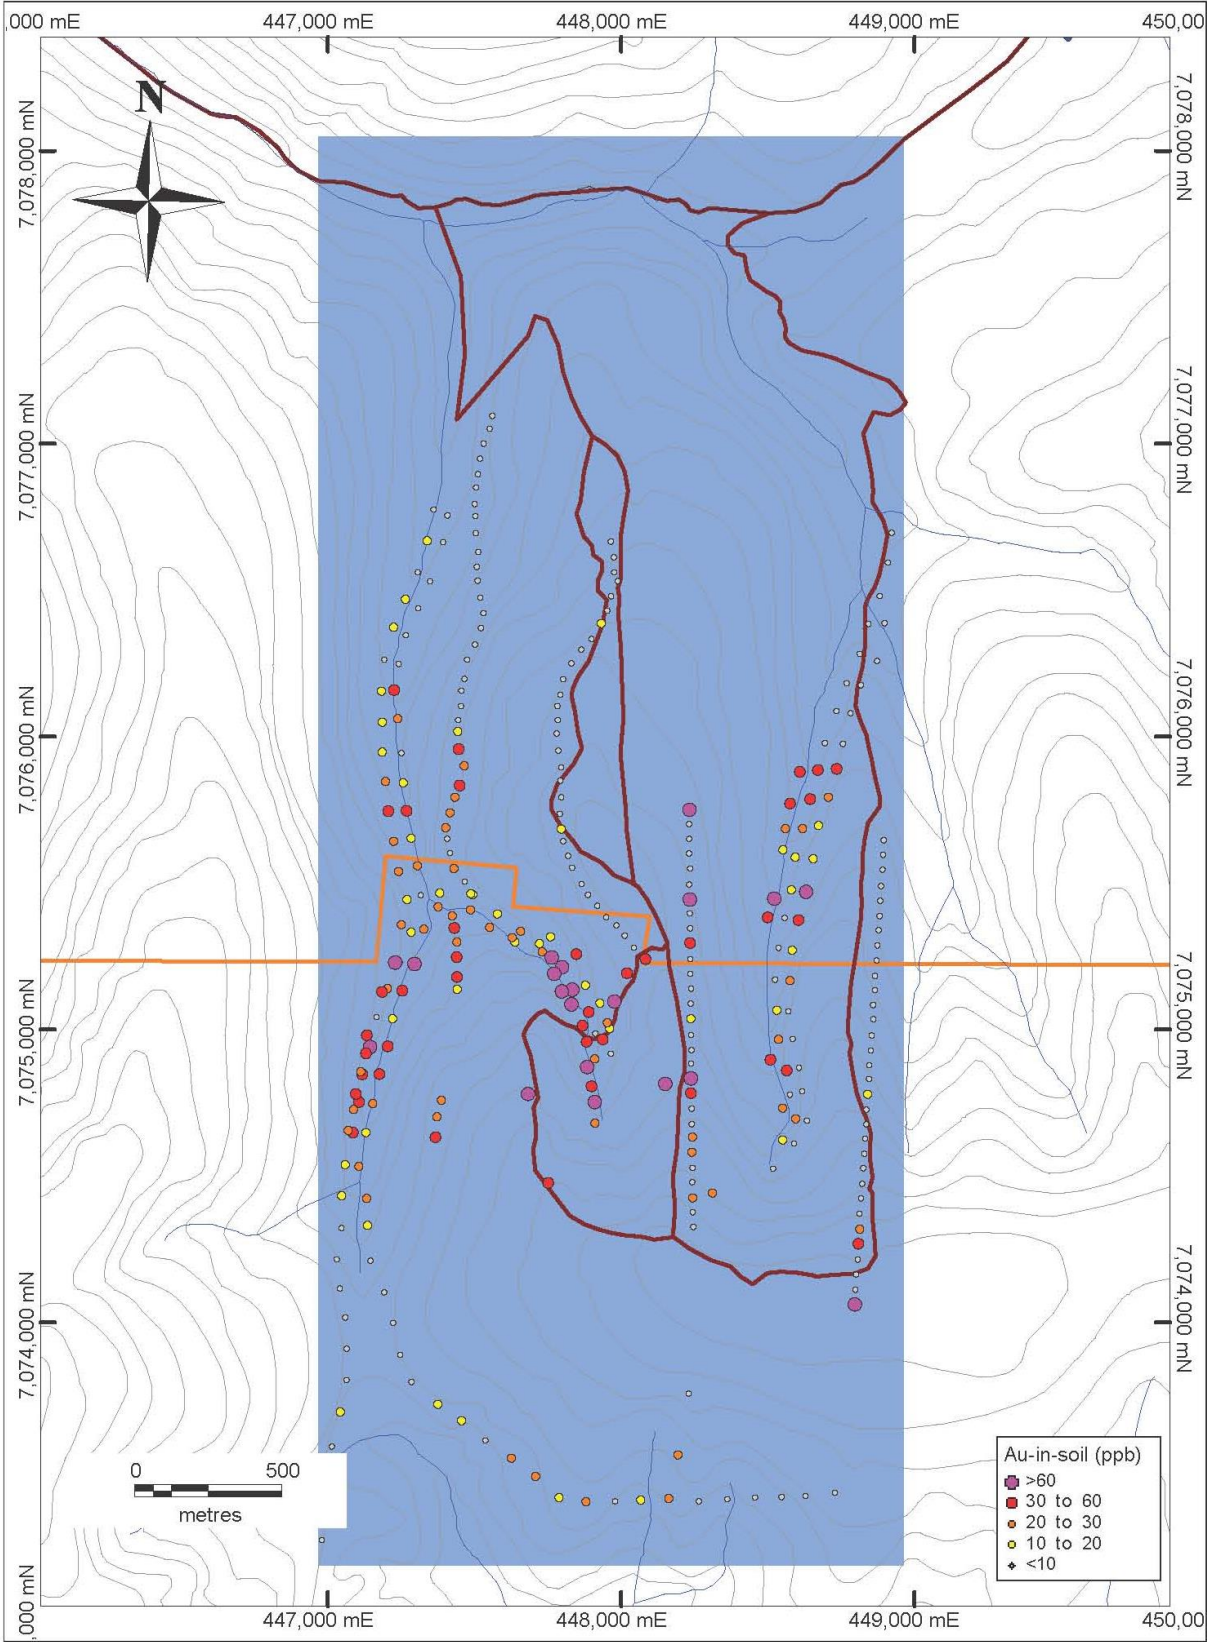 ,000 mE
447,000 mE
448,000 mE
449,000 mE
450,00
N
7,078,000 mN
7,078,000 mN
7,077,000 mN
7,077,000 mN
7,076,000 mN
7,076,000 mN
7,075,000 mN
7,075,000 mN
7,074,000 mN
7,074,000 mN
,000 mN
0 500
metres
Au-in-soil (ppb)
>60
30 to 60
20 to 30
10 to 20
<10
447,000 mE
448,000 mE
449,000 mE
450,00